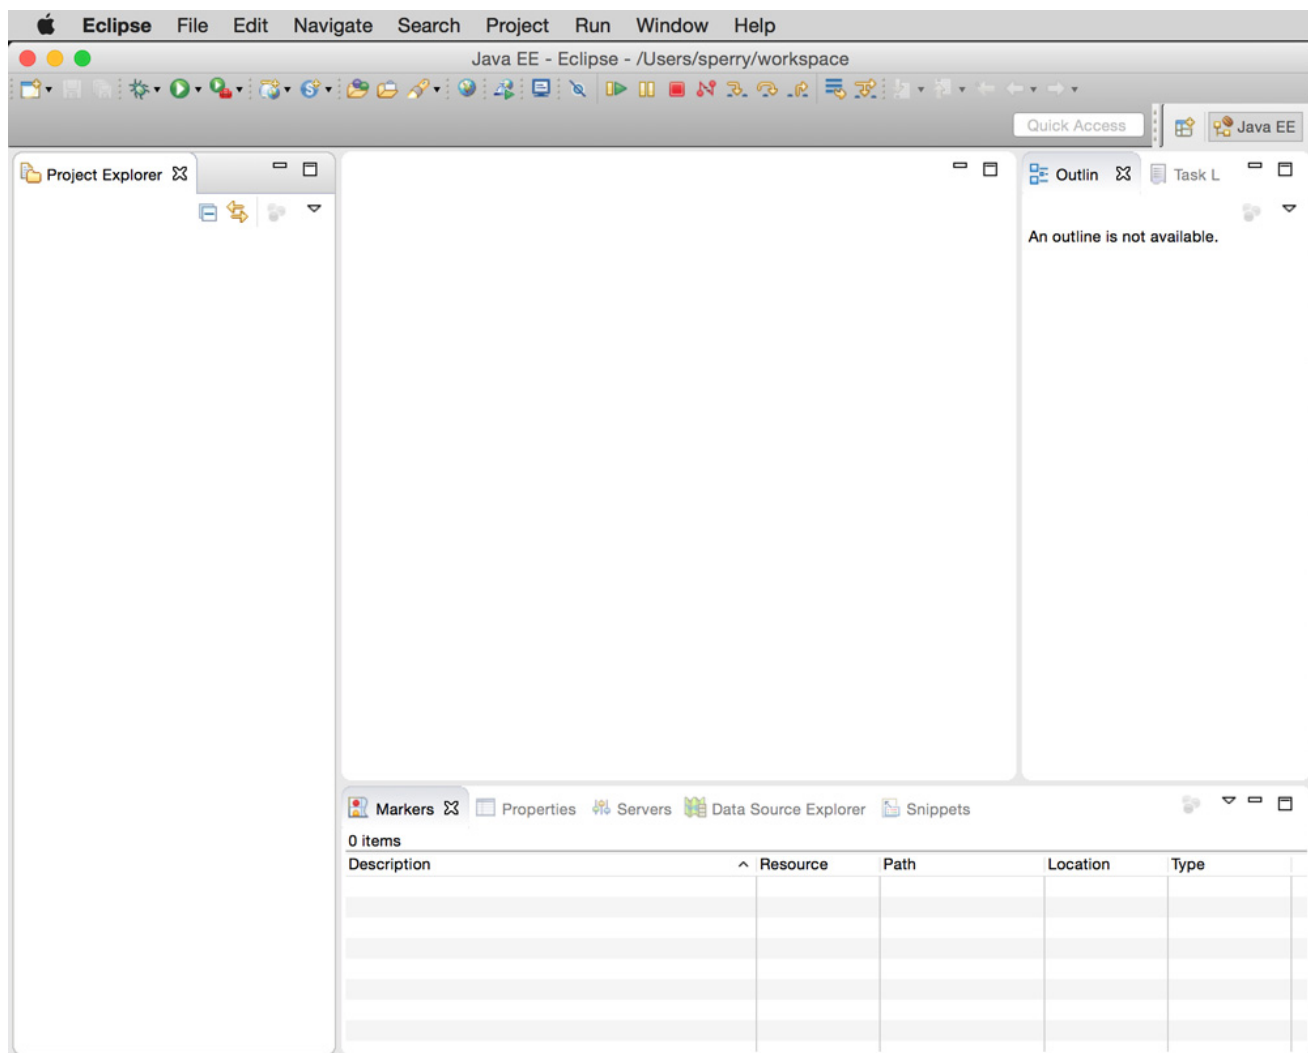 Eclipse File Edit Navigate Search Project Run Window Help
Java EE - Eclipse - /Users/sperry/workspace
Quick Access Java EE
Project Explorer
Outlin Task L
An outline is not available.
Markers Properties Servers Data Source Explorer Snippets
0 items
Description Resource Path Location Type